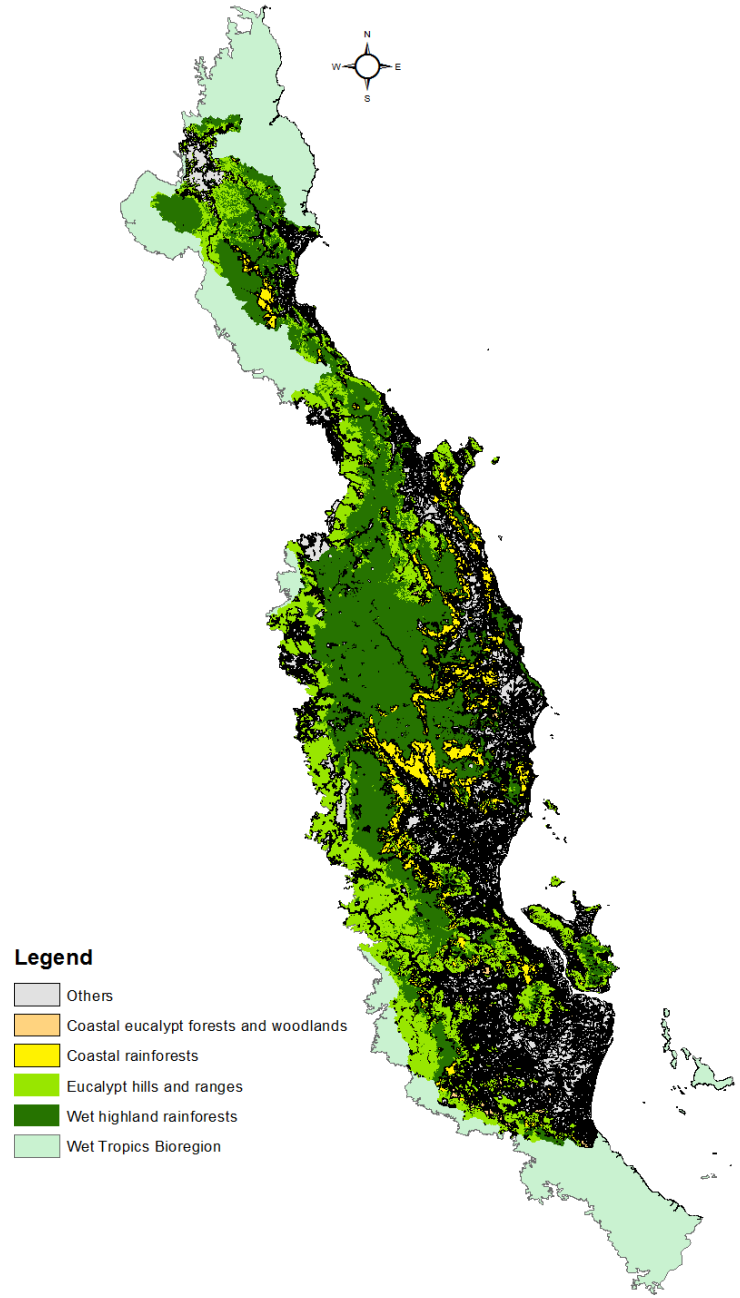 N
W E
S
Legend
Others
Coastal eucalypt forests and woodlands
Coastal rainforests
Eucalypt hills and ranges
Wet highland rainforests
Wet Tropics Bioregion